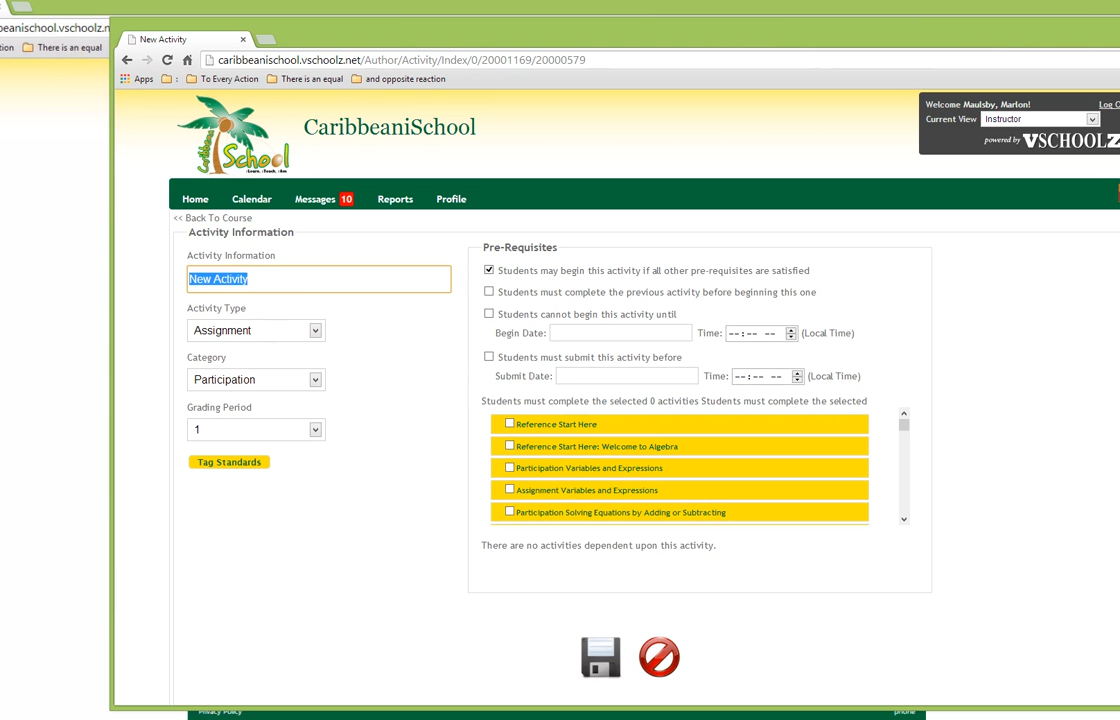 beanischool.vschoolz.n
tion There is an equal
New Activity
caribbeanischool.vschoolz.net/Author/Activity/Index/0/20001169/20000579
Apps : To Every Action There is an equal and opposite reaction
Caribbean
iSchool
iLearn, iTeach, iAm
CaribbeaniSchool
Welcome Maulsby, Marlon! Log O
Current View Instructor
powered by VSCHOOLZ
Home Calendar Messages 10 Reports Profile
<< Back To Course
Activity Information
Activity Information
New Activity
Activity Type
Assignment
Category
Participation
Grading Period
1
Tag Standards
Pre-Requisites
Students may begin this activity if all other pre-requisites are satisfied
Students must complete the previous activity before beginning this one
Students cannot begin this activity until
Begin Date: Time: --:-- -- (Local Time)
Students must submit this activity before
Submit Date: Time: --:-- -- (Local Time)
Students must complete the selected 0 activities Students must complete the selected
Reference Start Here
Reference Start Here: Welcome to Algebra
Participation Variables and Expressions
Assignment Variables and Expressions
Participation Solving Equations by Adding or Subtracting
There are no activities dependent upon this activity.
Privacy Policy phone